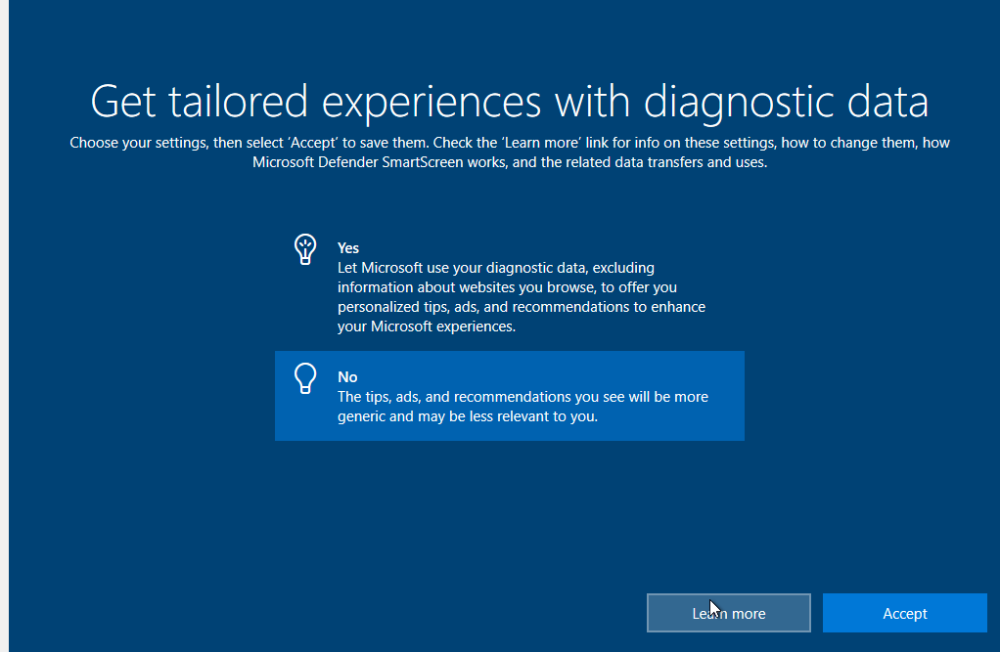 Get tailored experiences with diagnostic data
Choose your settings, then select ‘Accept’ to save them. Check the ‘Learn more’ link for info on these settings, how to change them, how
Microsoft Defender SmartScreen works, and the related data transfers and uses.
Yes
Let Microsoft use your diagnostic data, excluding
information about websites you browse, to offer you
personalized tips, ads, and recommendations to enhance
your Microsoft experiences.
No
The tips, ads, and recommendations you see will be more
generic and may be less relevant to you.
Learn more
Accept